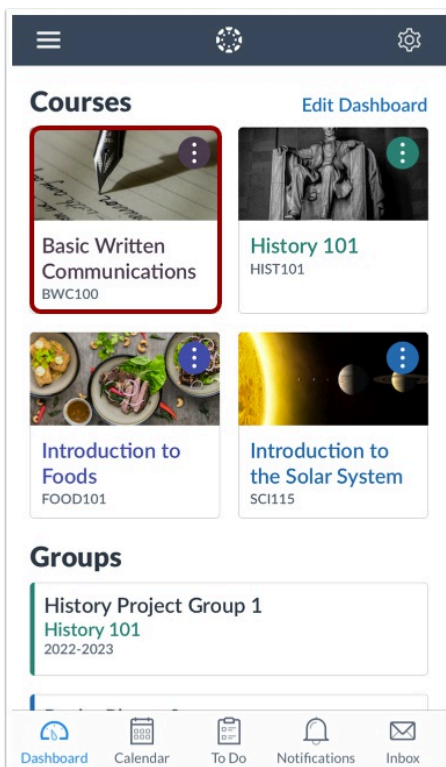 Courses
Edit Dashboard
Basic Written
Communications
BWC100
History 101
HIST101
Introduction to
Foods
FOOD101
Introduction to
the Solar System
SCI115
Groups
History Project Group 1
History 101
2022-2023
Dashboard
Calendar
To Do
Notifications
Inbox